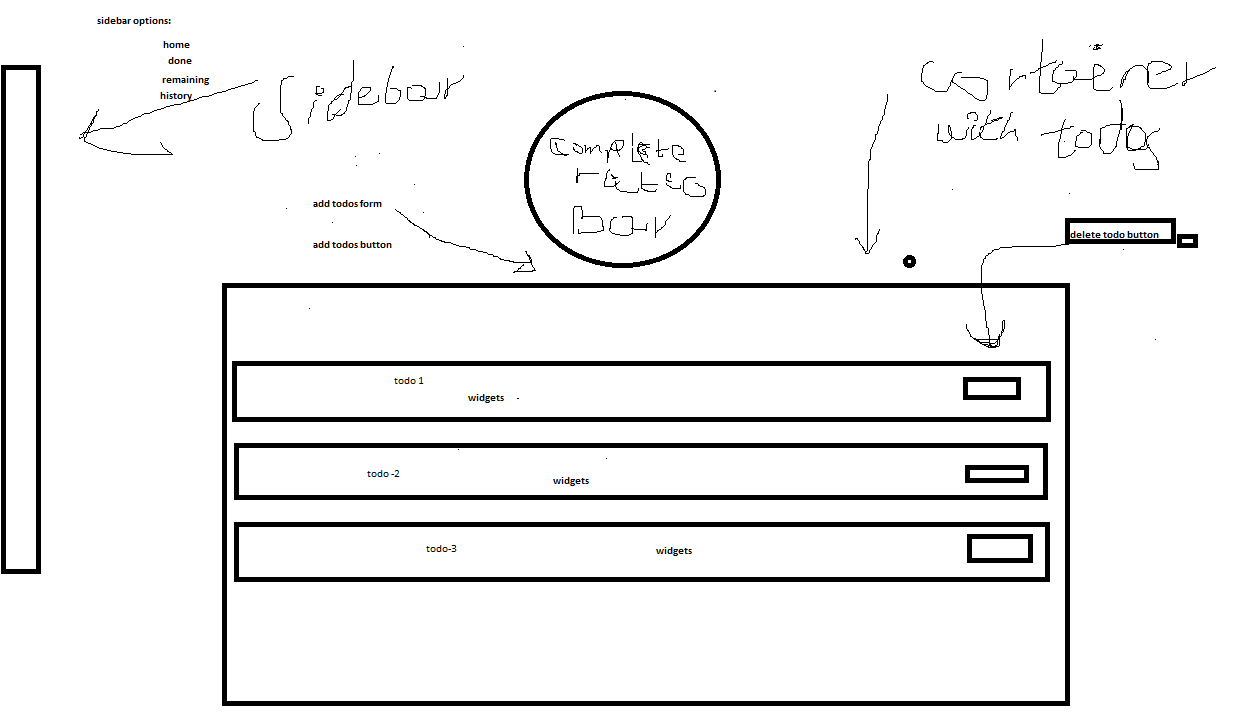 sidebar options:
home
done
remaining
history
sidebar
complete
ratio
bar
container
with todos
add todos form
add todos button
delete todo button
todo 1
widgets
todo -2
widgets
todo-3
widgets